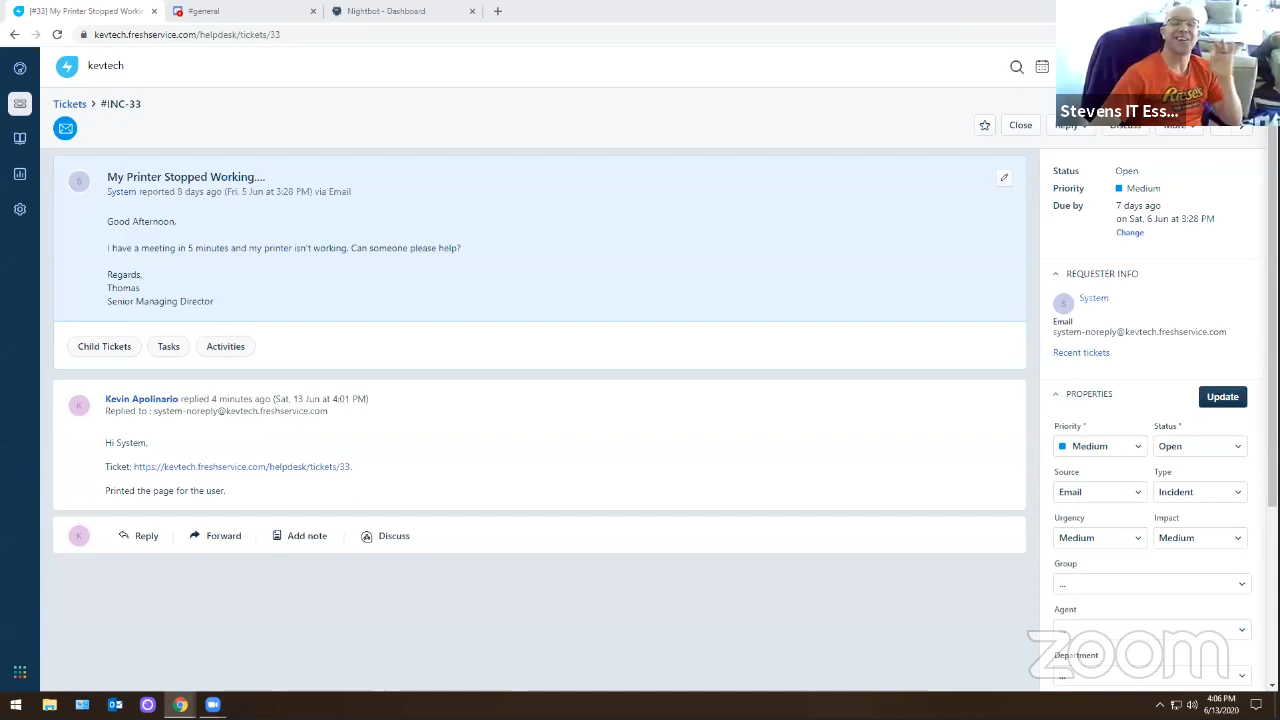 [#33] My Printer Stopped Workin
#general
Nightbot - Dashboard
kevtech.freshservice.com/helpdesk/tickets/33
kevtech
Reese's
Stevens IT Ess...
Tickets > #INC-33
Close
Reply
Discuss
More
S
My Printer Stopped Working....
System reported 8 days ago (Fri, 5 Jun at 3:28 PM) via Email
Good Afternoon,
I have a meeting in 5 minutes and my printer isn't working. Can someone please help?
Regards,
Thomas
Senior Managing Director
Child Tickets
Tasks
Activities
K
Kevin Apolinario replied 4 minutes ago (Sat, 13 Jun at 4:01 PM)
Replied to : system-noreply@kevtech.freshservice.com
Hi System,
Ticket: https://kevtech.freshservice.com/helpdesk/tickets/33.
Printed the page for the user.
K
Reply
Forward
Add note
Discuss
Status Open
Priority Medium
Due by 7 days ago
on Sat, 6 Jun at 3:28 PM
Change
REQUESTER INFO
S
System
Email
system-noreply@kevtech.freshservice.com
Recent tickets
PROPERTIES
Update
Priority * Status *
Medium Open
Source Type
Email Incident
Urgency Impact
Medium Medium
Group
...
Agent
...
Department
...
zoom
4:06 PM
6/13/2020